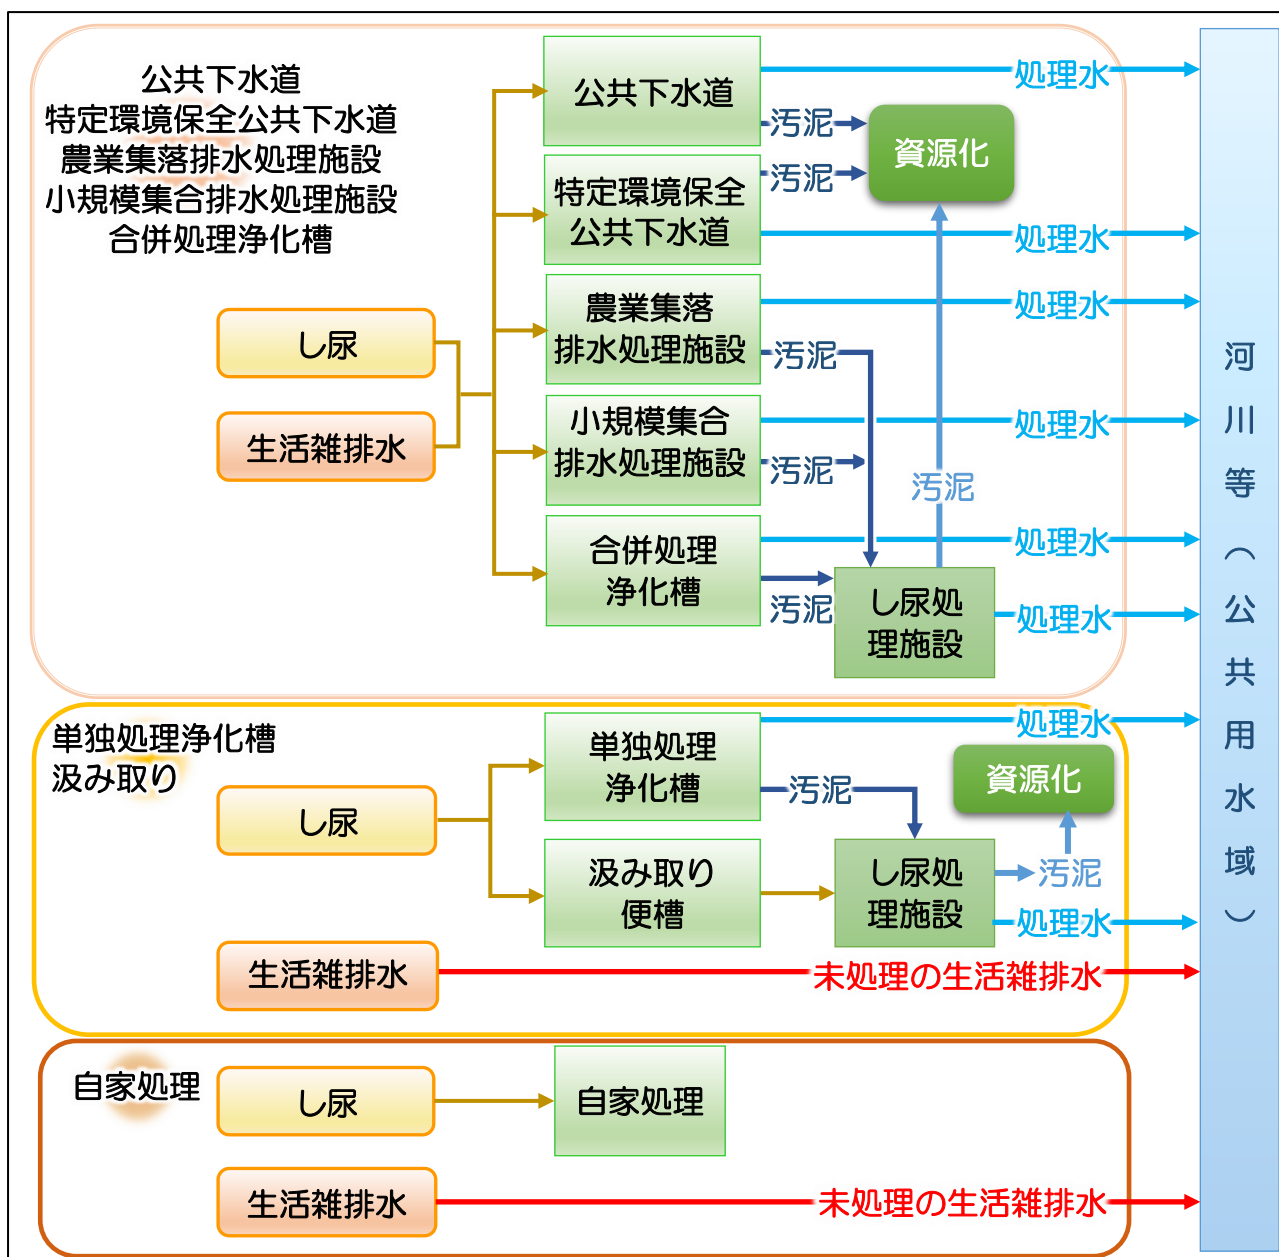 公共下水道
特定環境保全公共下水道
農業集落排水処理施設
小規模集合排水処理施設
合併処理浄化槽
し尿
生活雑排水
公共下水道
処理水
汚泥
資源化
特定環境保全
公共下水道
汚泥
処理水
農業集落
排水処理施設
処理水
汚泥
小規模集合
排水処理施設
処理水
汚泥
汚泥
合併処理
浄化槽
処理水
汚泥
し尿処
理施設
処理水
単独処理浄化槽
汲み取り
し尿
単独処理
浄化槽
処理水
汚泥
資源化
汲み取り
便槽
し尿処
理施設
汚泥
処理水
生活雑排水
未処理の生活雑排水
自家処理
し尿
自家処理
生活雑排水
未処理の生活雑排水
河川等（公共用水域）